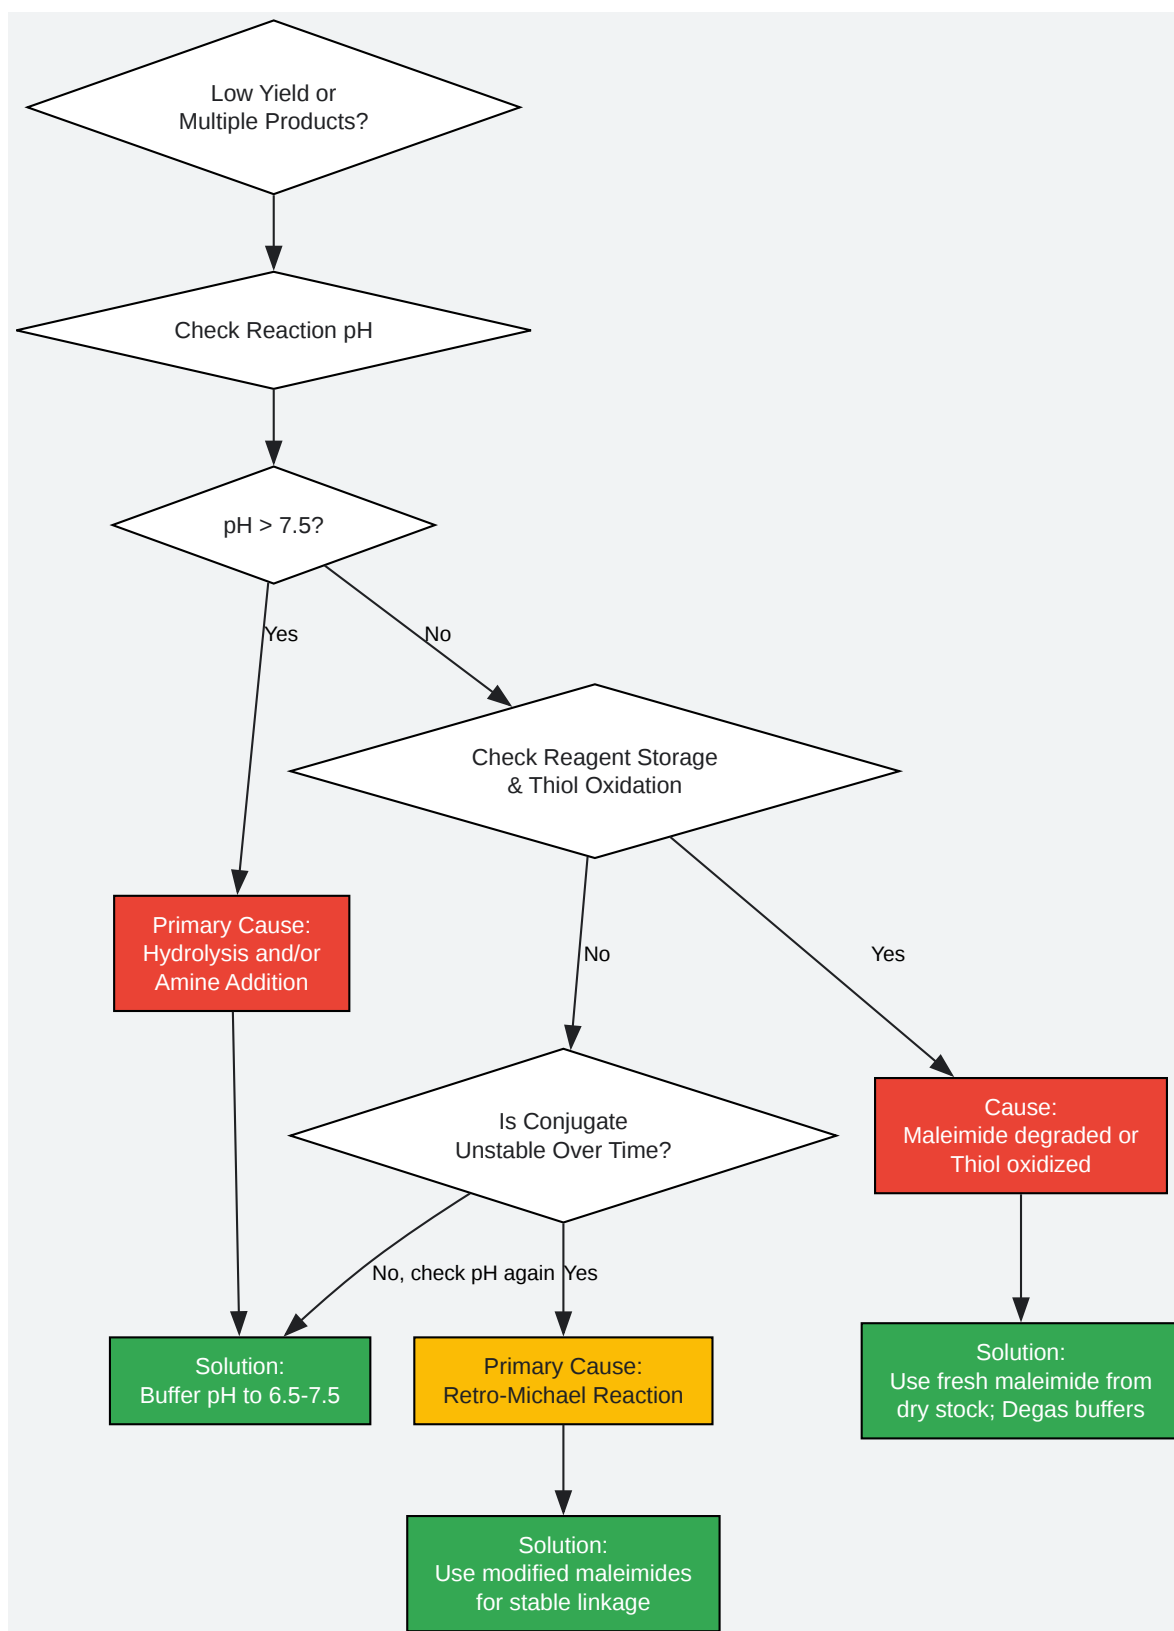 Low Yield or
Multiple Products?
Check Reaction pH
pH > 7.5?
Yes
No
Check Reagent Storage
& Thiol Oxidation
Primary Cause:
Hydrolysis and/or
Amine Addition
No
Yes
Is Conjugate
Unstable Over Time?
Cause:
Maleimide degraded or
Thiol oxidized
No, check pH again
Yes
Solution:
Buffer pH to 6.5-7.5
Primary Cause:
Retro-Michael Reaction
Solution:
Use fresh maleimide from
dry stock; Degas buffers
Solution:
Use modified maleimides
for stable linkage